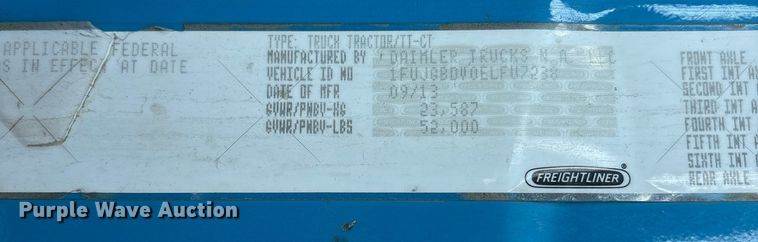 APPLICABLE FEDERAL
S IN EFFECT AT DATE
TYPE: TRUCK TRACTOR/TT-CT
MANUFACTURED BY DAIMLER TRUCKS N A LLC
VEHICLE ID NO 1FUJGBDV0ELFV7238
DATE OF MFR 09/13
GVWR/PNBV-KG 23,587
GVWR/PNBV-LBS 52,000
FRONT AXLE
FIRST INT A
SECOND INT
THIRD INT A
FOURTH INT
FIFTH INT A
SIXTH INT
REAR AXLE
FREIGHTLINER®
Purple Wave Auction